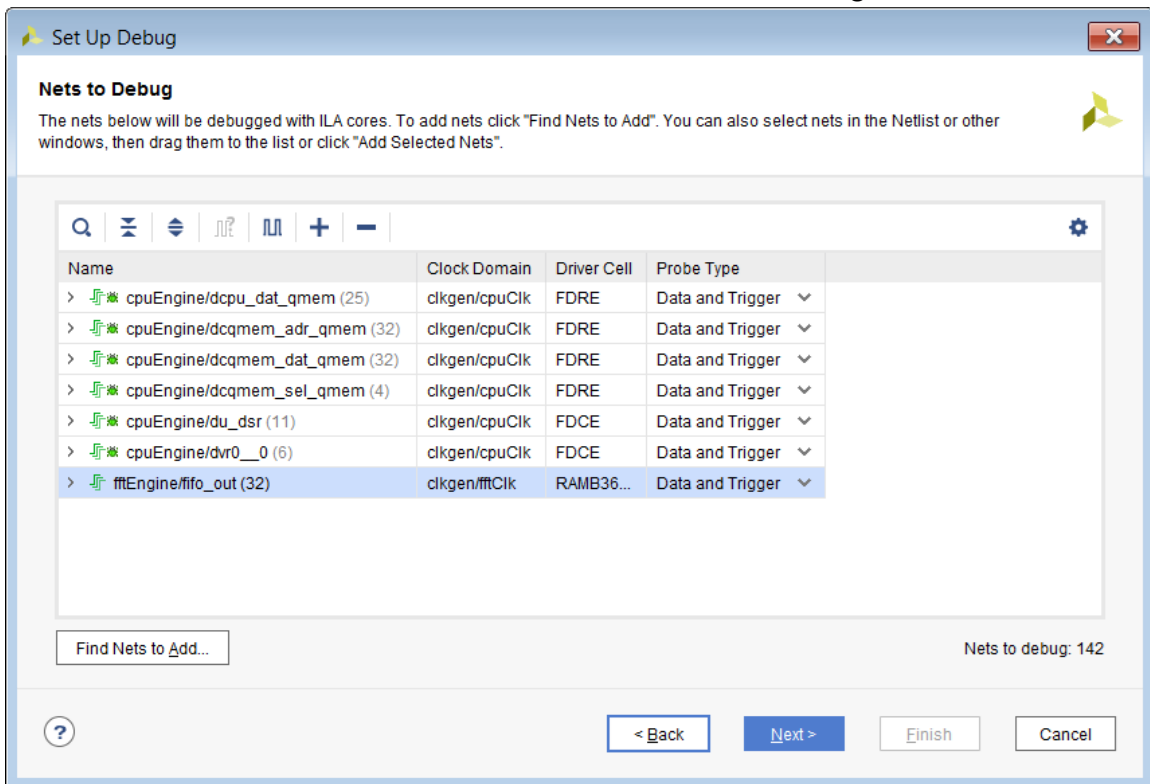 Set Up Debug
Nets to Debug
The nets below will be debugged with ILA cores. To add nets click "Find Nets to Add". You can also select nets in the Netlist or other
windows, then drag them to the list or click "Add Selected Nets".
Name Clock Domain Driver Cell Probe Type
cpuEngine/dcpu_dat_qmem (25) clkgen/cpuClk FDRE Data and Trigger
cpuEngine/dcqmem_adr_qmem (32) clkgen/cpuClk FDRE Data and Trigger
cpuEngine/dcqmem_dat_qmem (32) clkgen/cpuClk FDRE Data and Trigger
cpuEngine/dcqmem_sel_qmem (4) clkgen/cpuClk FDRE Data and Trigger
cpuEngine/du_dsr (11) clkgen/cpuClk FDCE Data and Trigger
cpuEngine/dvr0__0 (6) clkgen/cpuClk FDCE Data and Trigger
fftEngine/fifo_out (32) clkgen/fftClk RAMB36... Data and Trigger
Find Nets to Add... Nets to debug: 142
? < Back Next > Finish Cancel